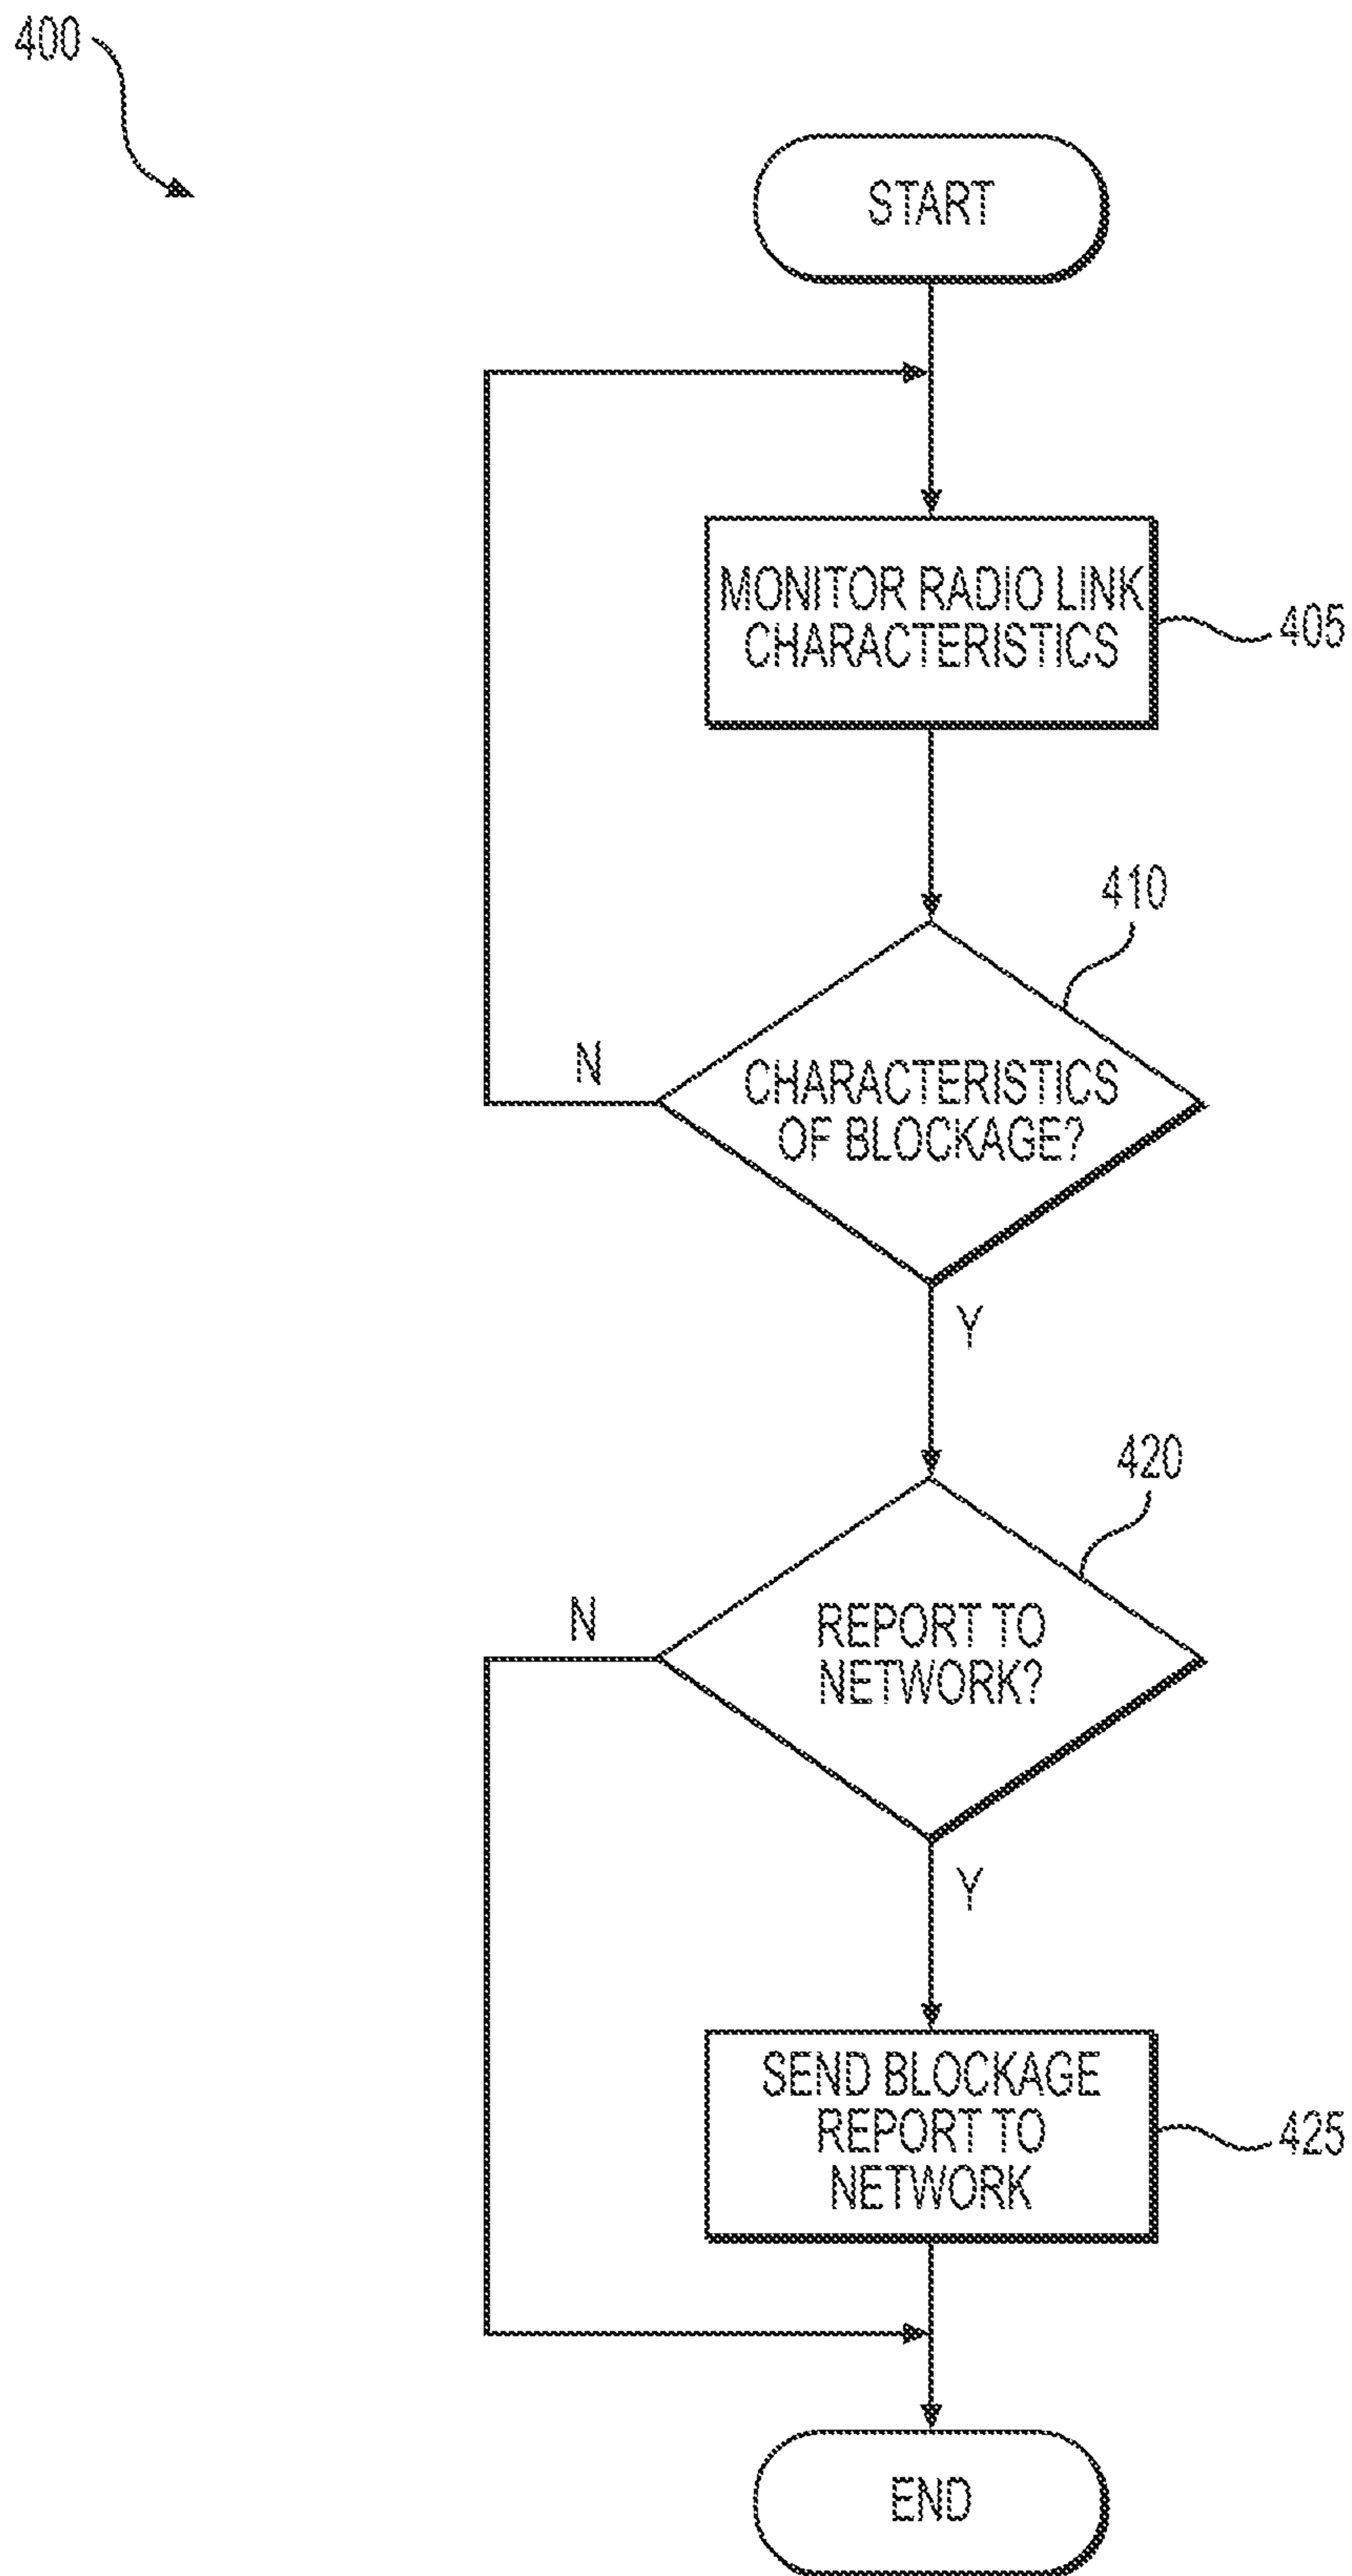 400
START
MONITOR RADIO LINK
CHARACTERISTICS
405
410
CHARACTERISTICS
OF BLOCKAGE?
N
Y
420
REPORT TO
NETWORK?
N
Y
SEND BLOCKAGE
REPORT TO
NETWORK
425
END